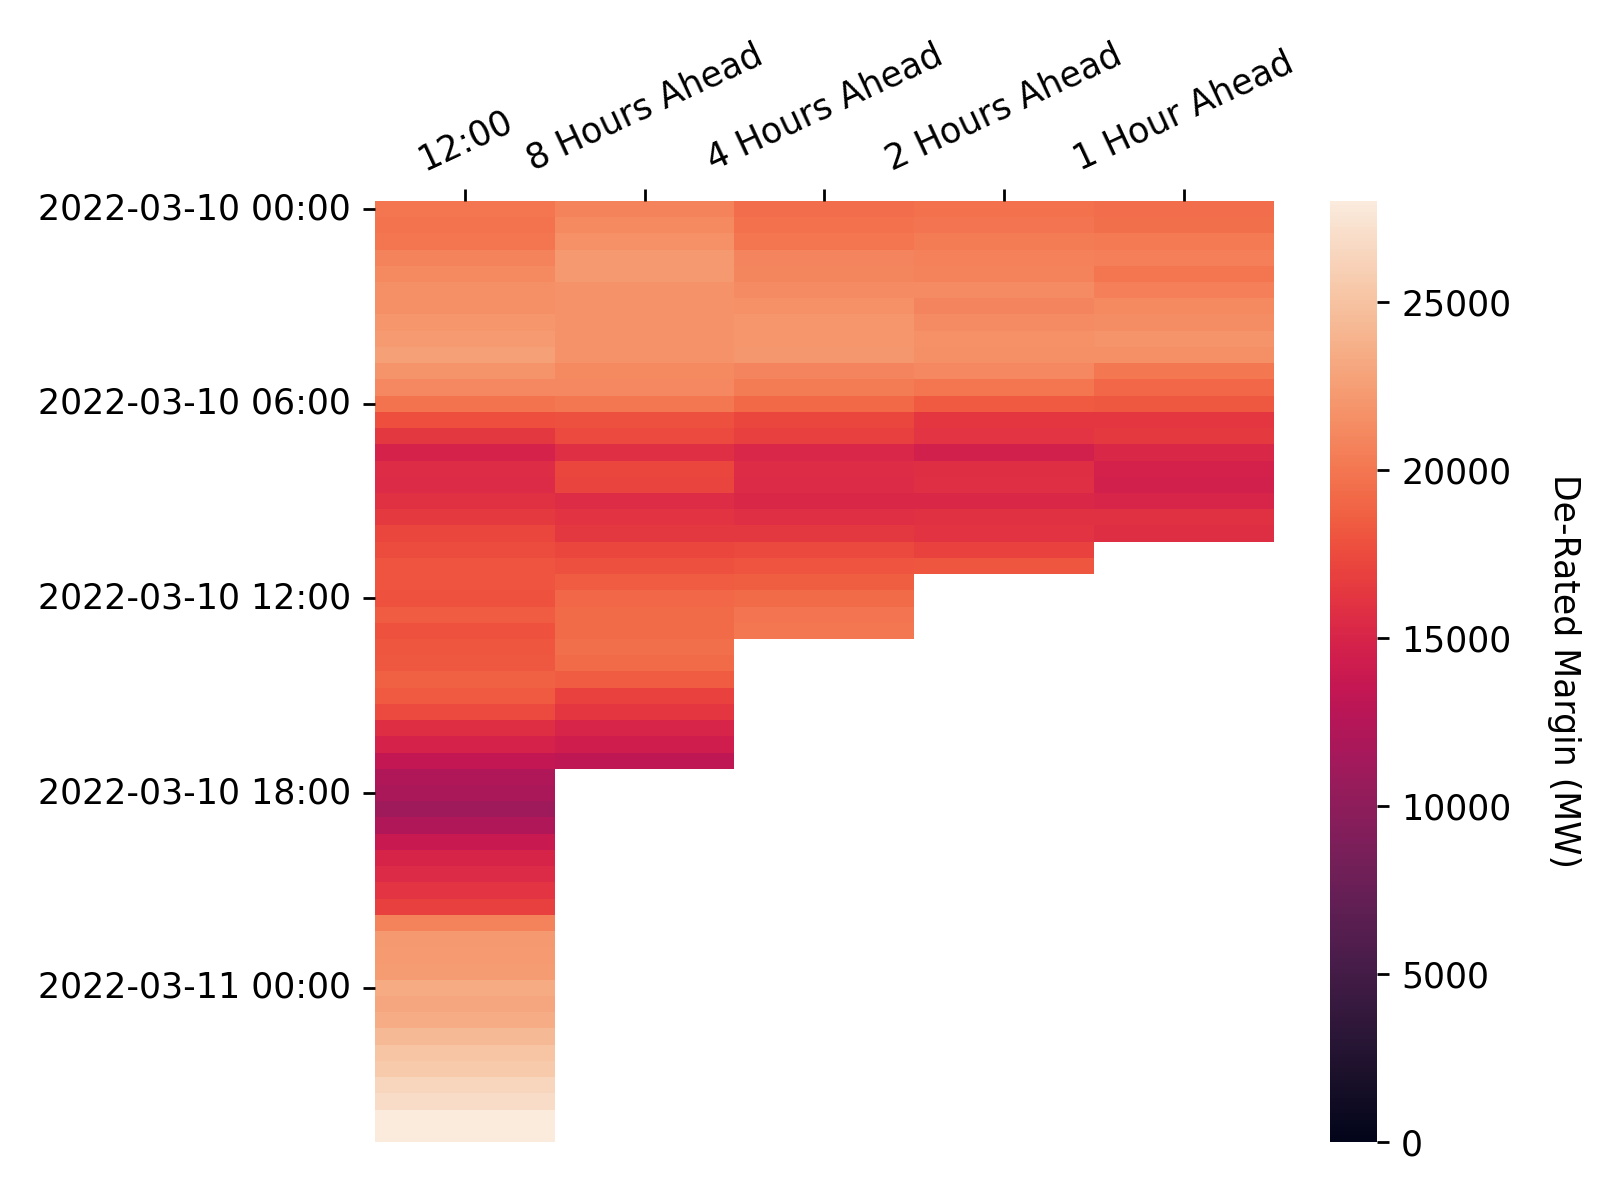 12:00
8 Hours Ahead
4 Hours Ahead
2 Hours Ahead
1 Hour Ahead
2022-03-10 00:00
2022-03-10 06:00
2022-03-10 12:00
2022-03-10 18:00
2022-03-11 00:00
25000
20000
15000
10000
5000
0
De-Rated Margin (MW)